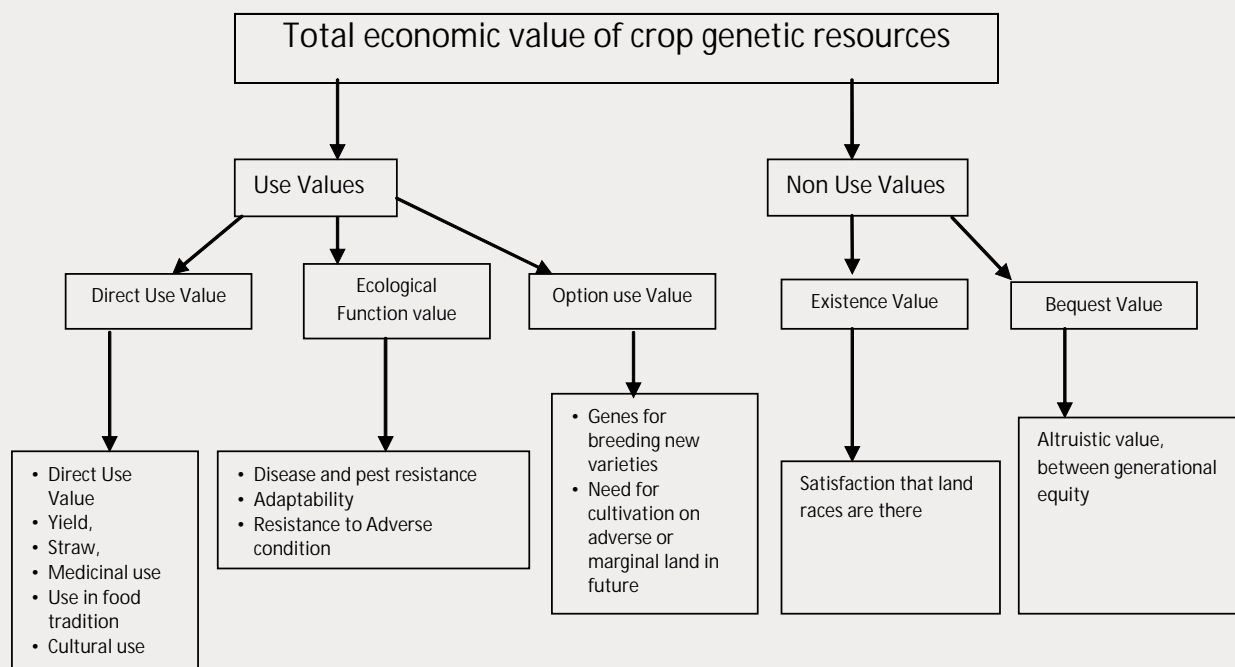 Total economic value of crop genetic resources
Use Values
Non Use Values
Direct Use Value
Ecological
Function value
Option use Value
Existence Value
Bequest Value
• Direct Use
Value
• Yield,
• Straw,
• Medicinal use
• Use in food
tradition
• Cultural use
• Disease and pest resistance
• Adaptability
• Resistance to Adverse
condition
• Genes for
breeding new
varieties
• Need for
cultivation on
adverse or
marginal land in
future
Satisfaction that land
races are there
Altruistic value,
between generational
equity